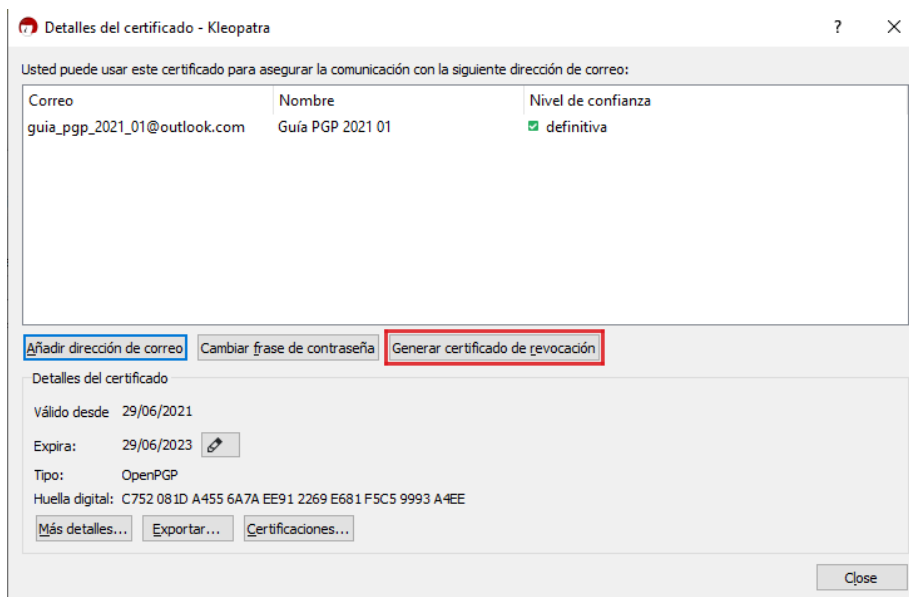 Detalles del certificado - Kleopatra
Usted puede usar este certificado para asegurar la comunicación con la siguiente dirección de correo:
Correo Nombre Nivel de confianza
guia_pgp_2021_01@outlook.com Guía PGP 2021 01 definitiva
Añadir dirección de correo Cambiar frase de contraseña Generar certificado de revocación
Detalles del certificado
Válido desde 29/06/2021
Expira: 29/06/2023
Tipo: OpenPGP
Huella digital: C752 081D A455 6A7A EE91 2269 E681 F5C5 9993 A4EE
Más detalles... Exportar... Certificaciones...
Close